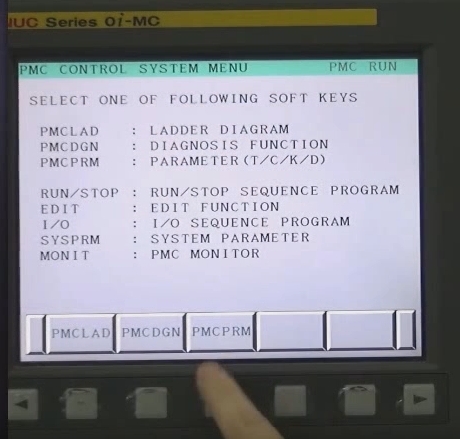 UC Series 0i-MC
PMC CONTROL SYSTEM MENU PMC RUN
SELECT ONE OF FOLLOWING SOFT KEYS
PMCLAD : LADDER DIAGRAM
PMCDGN : DIAGNOSIS FUNCTION
PMCPRM : PARAMETER(T/C/K/D)
RUN/STOP : RUN/STOP SEQUENCE PROGRAM
EDIT : EDIT FUNCTION
I/O : I/O SEQUENCE PROGRAM
SYSPRM : SYSTEM PARAMETER
MONIT : PMC MONITOR
PMCLAD PMCDGN PMCPRM